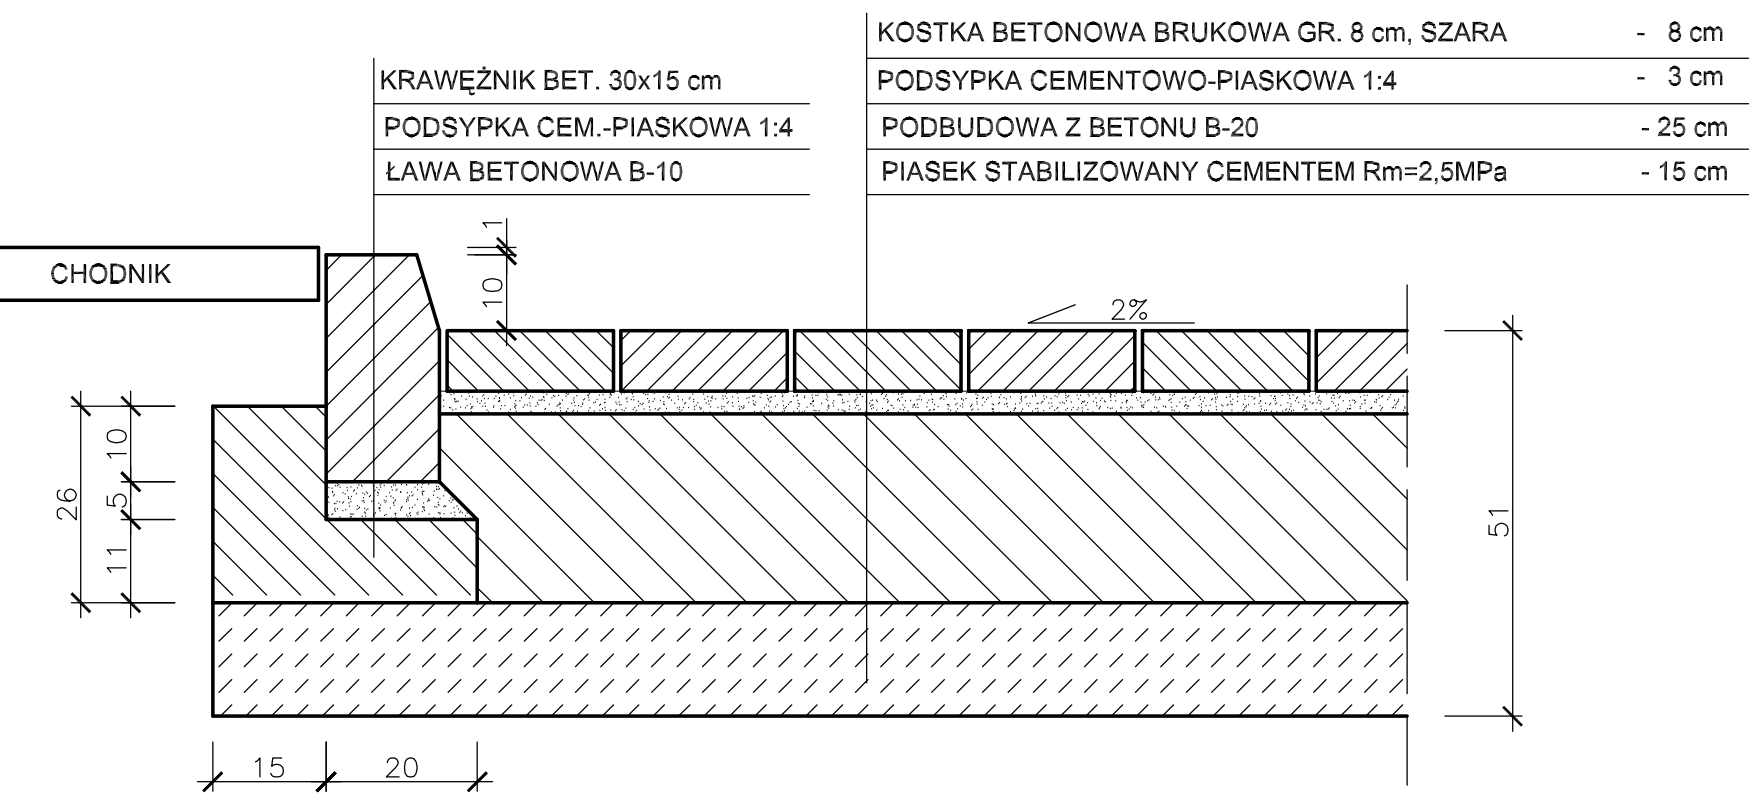 KOSTKA BETONOWA BRUKOWA GR. 8 cm, SZARA - 8 cm
KRAWĘŻNIK BET. 30x15 cm
PODSYPKA CEMENTOWO-PIASKOWA 1:4 - 3 cm
PODSYPKA CEM.-PIASKOWA 1:4
PODBUDOWA Z BETONU B-20 - 25 cm
ŁAWA BETONOWA B-10
PIASEK STABILIZOWANY CEMENTEM Rm=2,5MPa - 15 cm
1
CHODNIK
10
2%
10
26
5
51
11
15
20